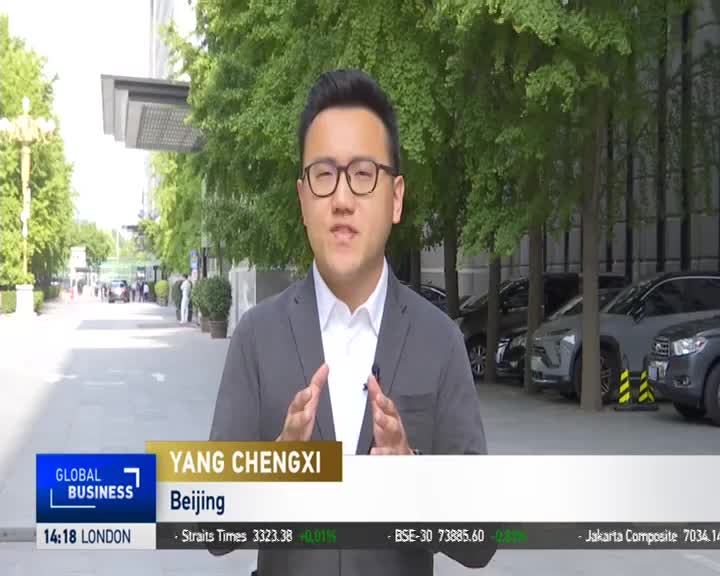 YANG CHENGXI
GLOBAL
BUSINESS
Beijing
14:18 LONDON
· Straits Times 3323.38 +0.01% · BSE-30 73885.60 -0.83% · Jakarta Composite 7034.14